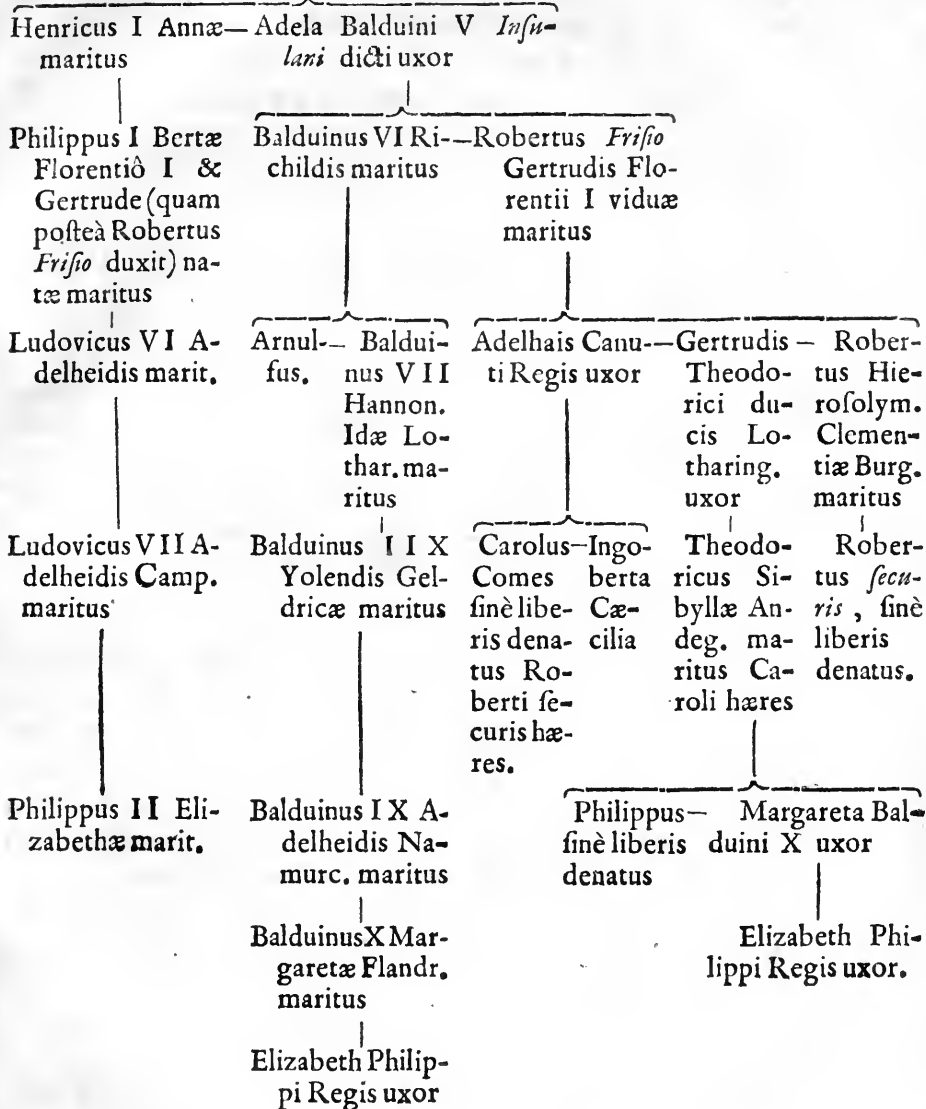 Henricus I Annæ—
maritus
Adela Balduini V Inſu-
lani dicti uxor
Philippus I Bertæ
Florentiô I &
Gertrude (quam
poſteà Robertus
Friſio duxit) na-
tæ maritus
Balduinus VI Ri-—
childis maritus
Robertus Friſio
Gertrudis Flo-
rentii I viduæ
maritus
Ludovicus VI A-
delheidis marit.
Arnul-—
fus.
Baldui-
nus VII
Hannon.
Idæ Lo-
thar. ma-
ritus
Adelhais Canu-—
ti Regis uxor
Gertrudis —
Theodo-
rici du-
cis Lo-
tharing.
uxor
Rober-
tus Hie-
roſolym.
Clemen-
tiæ Burg.
maritus
Ludovicus VII A-
delheidis Camp.
maritus
Balduinus I I X
Yolendis Gel-
dricæ maritus
Carolus—
Comes
ſinè libe-
ris dena-
tus Ro-
berti ſe-
curis hæ-
res.
Ingo-
berta
Cæ-
cilia
Theodo-
ricus Si-
byllæ An-
deg. ma-
ritus Ca-
roli hæres
Rober-
tus ſecu-
ris, ſinè
liberis
denatus.
Philippus II Eli-
zabethæ marit.
Balduinus IX A-
delheidis Na-
murc. maritus
Philippus—
ſinè liberis
denatus
Margareta Bal-
duini X uxor
Balduinus X Mar-
garetæ Flandr.
maritus
Elizabeth Phi-
lippi Regis uxor.
Elizabeth Philip-
pi Regis uxor